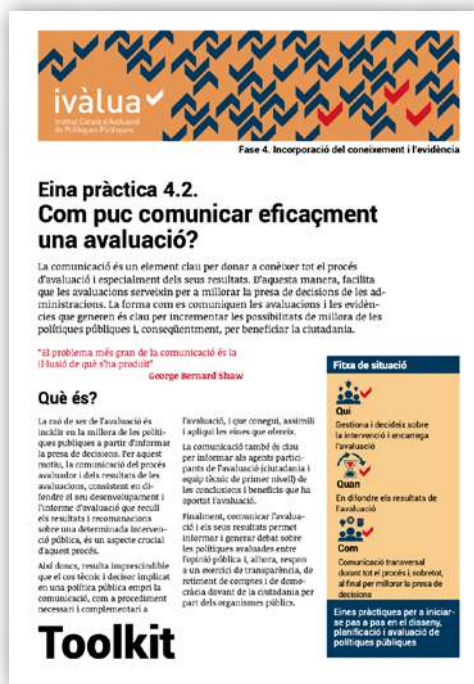 ivàlua
Institut Català d'Avaluació
de Polítiques Públiques
Fase 4. Incorporació del coneixement i l'evidència
Eina pràctica 4.2.
Com puc comunicar eficaçment
una avaluació?
La comunicació és un element clau per donar a conèixer tot el procés
d'avaluació i especialment dels seus resultats. D'aquesta manera, facilita
que les avaluacions serveixin per a millorar la presa de decisions de les ad-
ministracions. La forma com es comuniquen les avaluacions i les evidèn-
cies que generen és clau per incrementar les possibilitats de millora de les
polítiques públiques i, conseqüentment, per beneficiar la ciutadania.
"El problema més gran de la comunicació és la
il·lusió de què s'ha produït"
George Bernard Shaw
Què és?
La raó de ser de l'avaluació és
incidir en la millora de les políti-
ques públiques a partir d'informar
la presa de decisions. Per aquest
motiu, la comunicació del procés
avaluador i dels resultats de les
avaluacions, consistent en di-
fondre el seu desenvolupament i
l'informe d'avaluació que recull
els resultats i recomanacions
sobre una determinada interven-
ció pública, és un aspecte crucial
d'aquest procés.
Així doncs, resulta imprescindible
que el cos tècnic i decisor implicat
en una política pública empri la
comunicació, com a procediment
necessari i complementari a
l'avaluació, i que conegui, assimili
i apliqui les eines que ofereix.
La comunicació també és clau
per informar als agents partici-
pants de l'avaluació (ciutadania i
equip tècnic de primer nivell) de
les conclusions i beneficis que ha
aportat l'avaluació.
Finalment, comunicar l'avalua-
ció i els seus resultats permet
informar i generar debat sobre
les polítiques avaluades entre
l'opinió pública i, alhora, respon
a un exercici de transparència, de
retiment de comptes i de demo-
cràcia davant de la ciutadania per
part dels organismes públics.
Fitxa de situació
Qui
Gestiona i decideix sobre
la intervenció i encarrega
l'avaluació
Quan
En difondre els resultats de
l'avaluació
Com
Comunicació transversal
durant tot el procés i, sobretot,
al final per millorar la presa de
decisions
Eines pràctiques per a iniciar-
se pas a pas en el disseny,
planificació i avaluació de
polítiques públiques
Toolkit